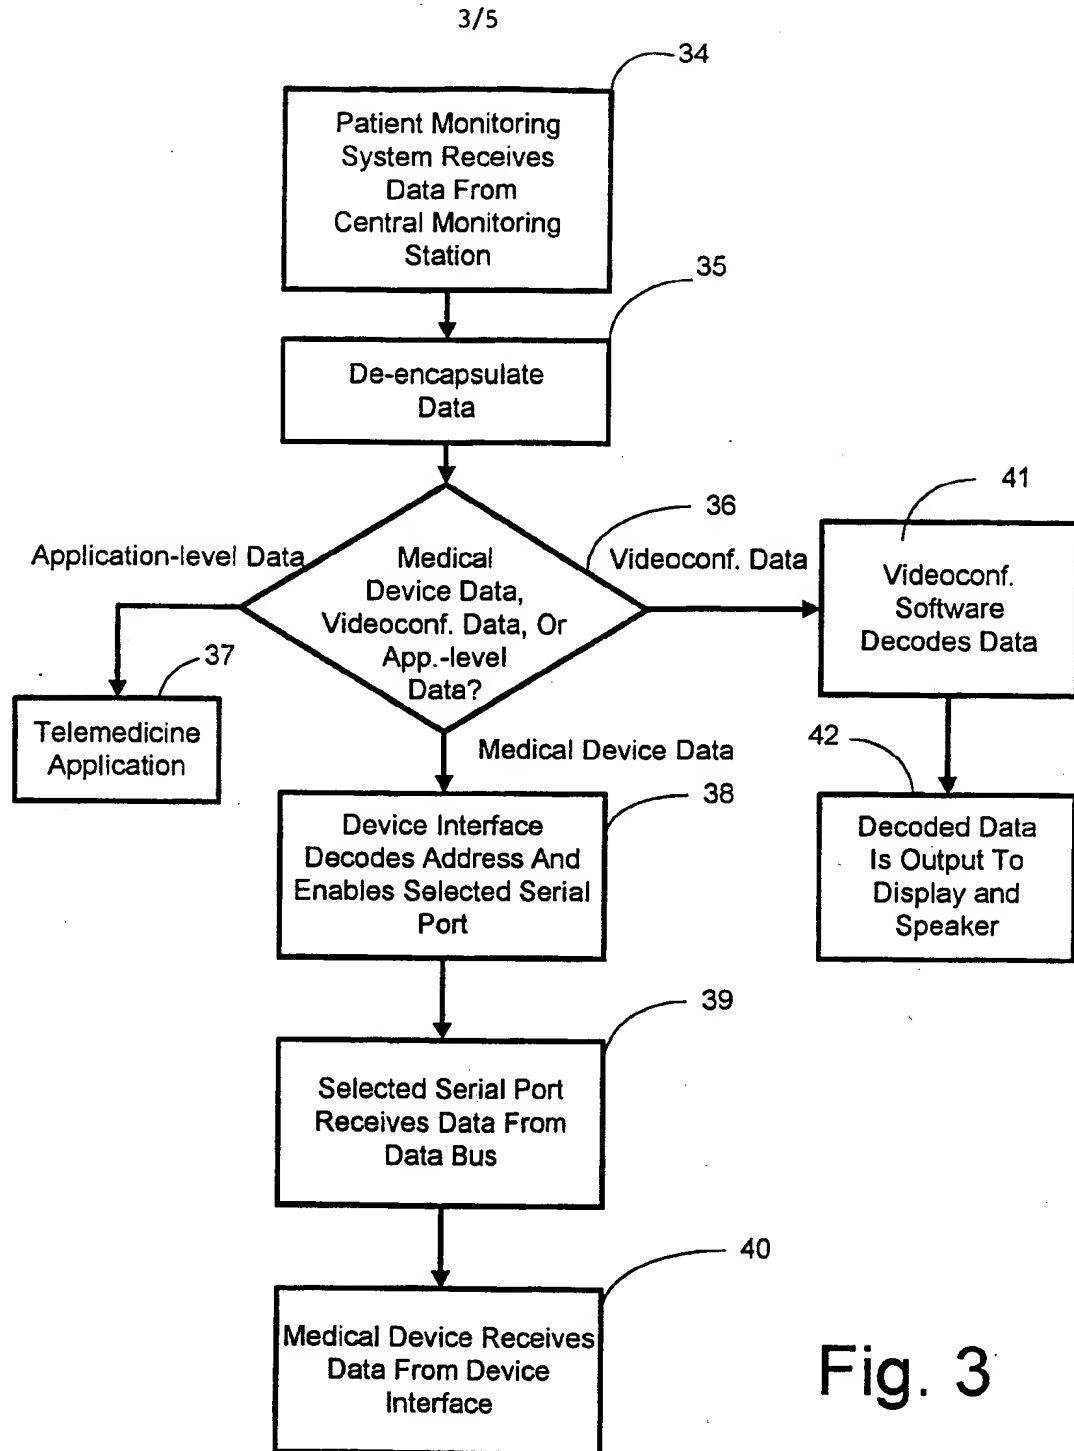 3/5
34
Patient Monitoring
System Receives
Data From
Central Monitoring
Station
35
De-encapsulate
Data
36
Application-level Data
Medical
Device Data,
Videoconf. Data, Or
App.-level
Data?
Videoconf. Data
41
Videoconf.
Software
Decodes Data
37
Telemedicine
Application
Medical Device Data
42
Decoded Data
Is Output To
Display and
Speaker
38
Device Interface
Decodes Address And
Enables Selected Serial
Port
39
Selected Serial Port
Receives Data From
Data Bus
40
Medical Device Receives
Data From Device
Interface
Fig. 3